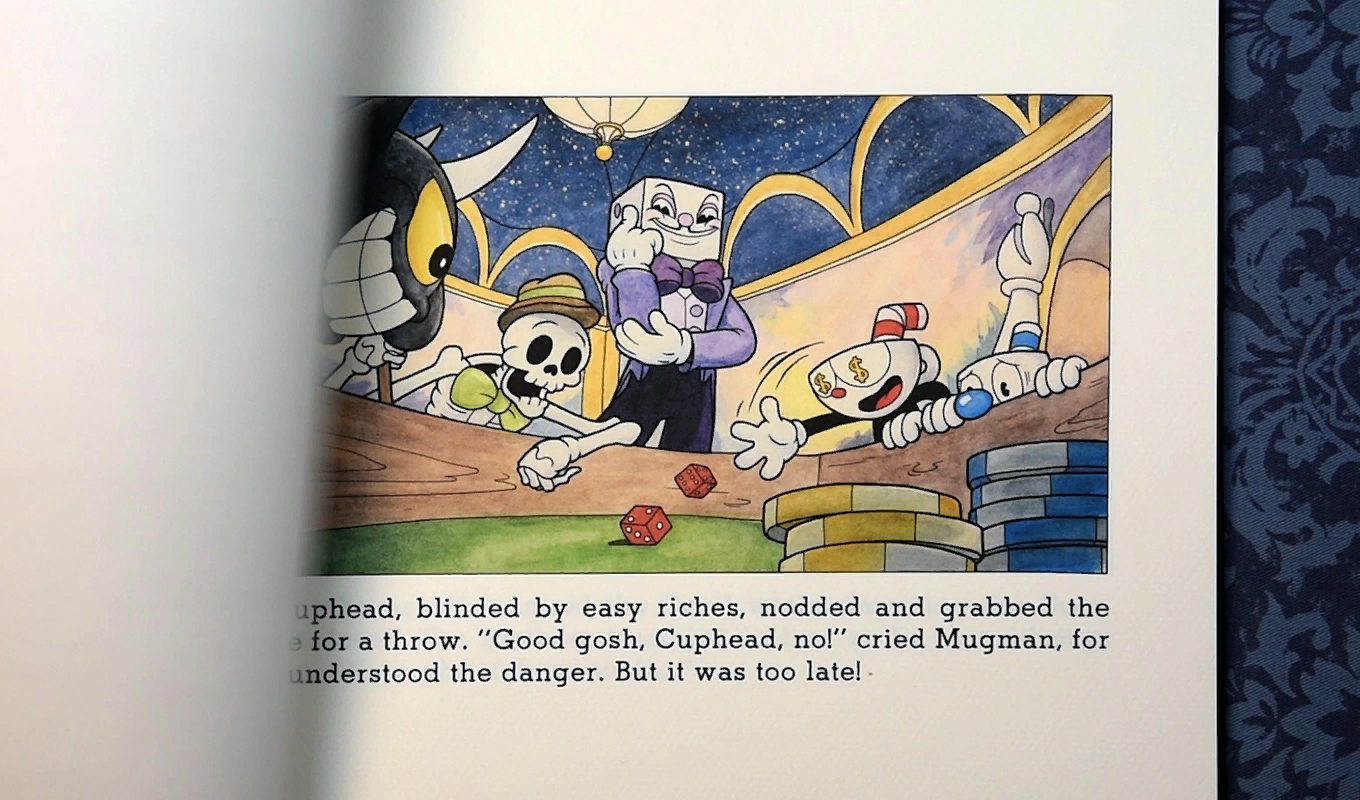 uphead, blinded by easy riches, nodded and grabbed the
e for a throw. "Good gosh, Cuphead, no!" cried Mugman, for
understood the danger. But it was too late!